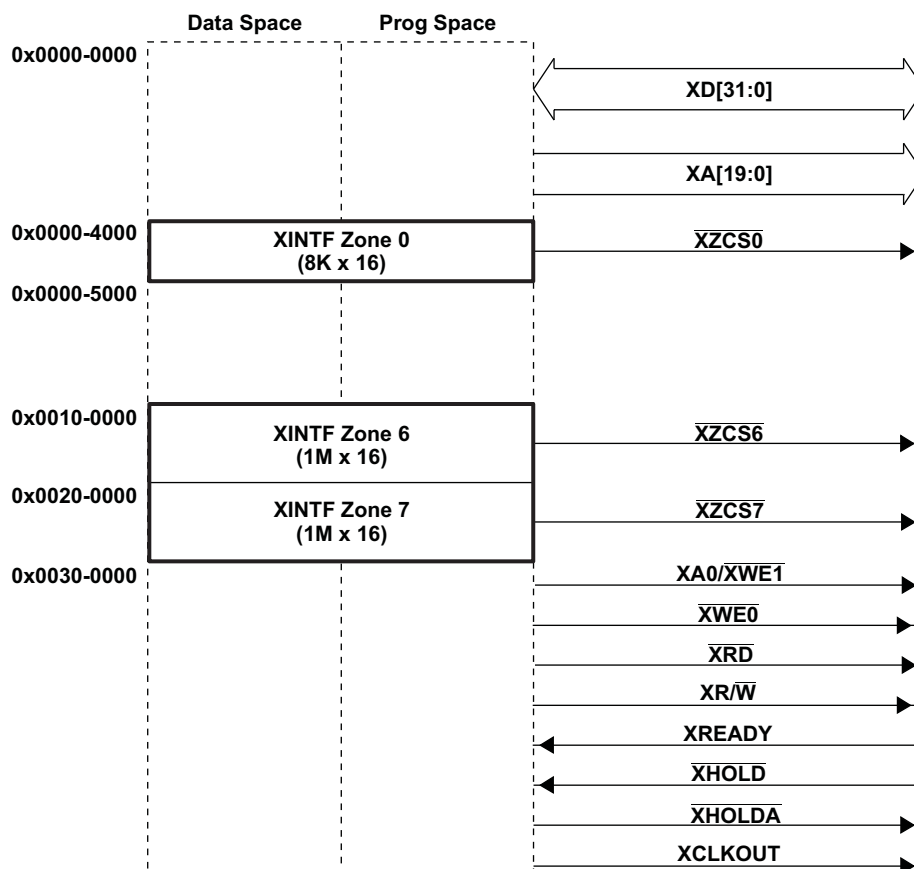 Data Space Prog Space
0x0000-0000
XD[31:0]
XA[19:0]
0x0000-4000
XINTF Zone 0
(8K x 16)
XZCS0
0x0000-5000
0x0010-0000
XINTF Zone 6
(1M x 16)
XZCS6
0x0020-0000
XINTF Zone 7
(1M x 16)
XZCS7
0x0030-0000
XA0/XWE1
XWE0
XRD
XR/W
XREADY
XHOLD
XHOLDA
XCLKOUT